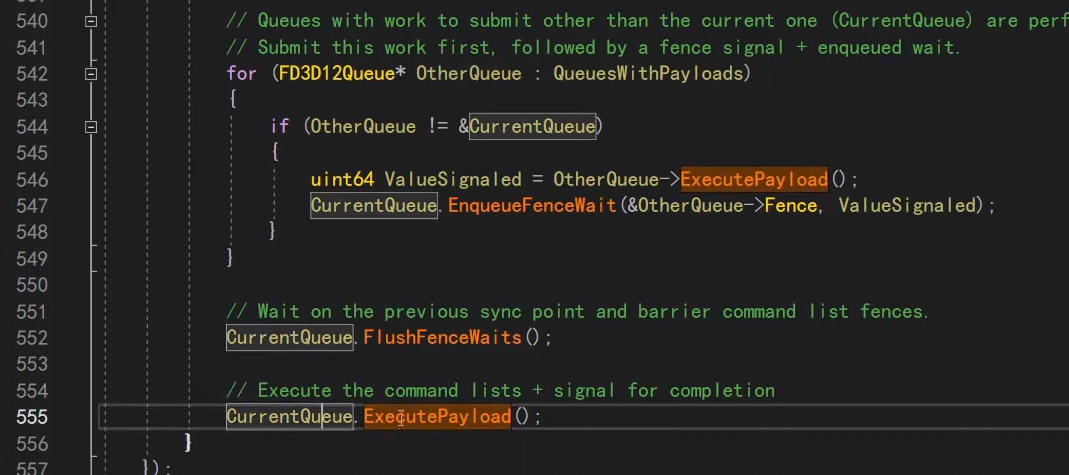 540 // Queues with work to submit other than the current one (CurrentQueue) are
541 // Submit this work first, followed by a fence signal + enqueued wait.
542 for (FD3D12Queue* OtherQueue : QueuesWithPayloads)
543 {
544 if (OtherQueue != &CurrentQueue)
545 {
546 uint64 ValueSignaled = OtherQueue->ExecutePayload();
547 CurrentQueue.EnqueueFenceWait(&OtherQueue->Fence, ValueSignaled);
548 }
549 }
550
551 // Wait on the previous sync point and barrier command list fences.
552 CurrentQueue.FlushFenceWaits();
553
554 // Execute the command lists + signal for completion
555 CurrentQueue.ExecutePayload();
556 }
557 });